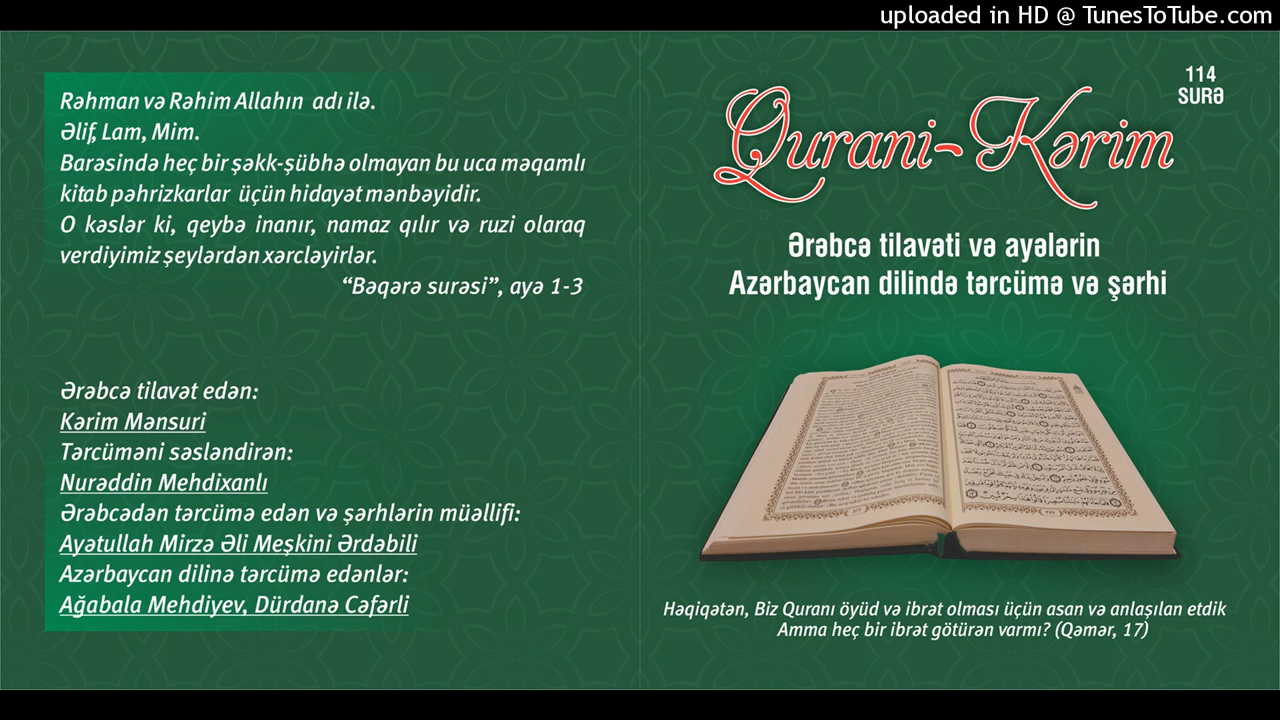 uploaded in HD @ TunesToTube.com
Rəhman və Rəhim Allahın adı ilə.
Əlif, Lam, Mim.
Barəsində heç bir şəkk-şübhə olmayan bu uca məqamlı
kitab pəhrizkarlar üçün hidayət mənbəyidir.
O kəslər ki, qeybə inanır, namaz qılır və ruzi olaraq
verdiyimiz şeylərdən xərcləyirlər.
“Bəqərə surəsi”, ayə 1-3
Ərəbcə tilavət edən:
Kərim Mənsuri
Tərcüməni səsləndirən:
Nurəddin Mehdixanlı
Ərəbcədən tərcümə edən və şərhlərin müəllifi:
Ayətullah Mirzə Əli Meşkini Ərdəbili
Azərbaycan dilinə tərcümə edənlər:
Ağabala Mehdiyev, Dürdanə Cəfərli
114
SURƏ
Qurani-Kərim
Ərəbcə tilavəti və ayələrin
Azərbaycan dilində tərcümə və şərhi
Həqiqətən, Biz Quranı öyüd və ibrət olması üçün asan və anlaşılan etdik
Amma heç bir ibrət götürən varmı? (Qəmər, 17)